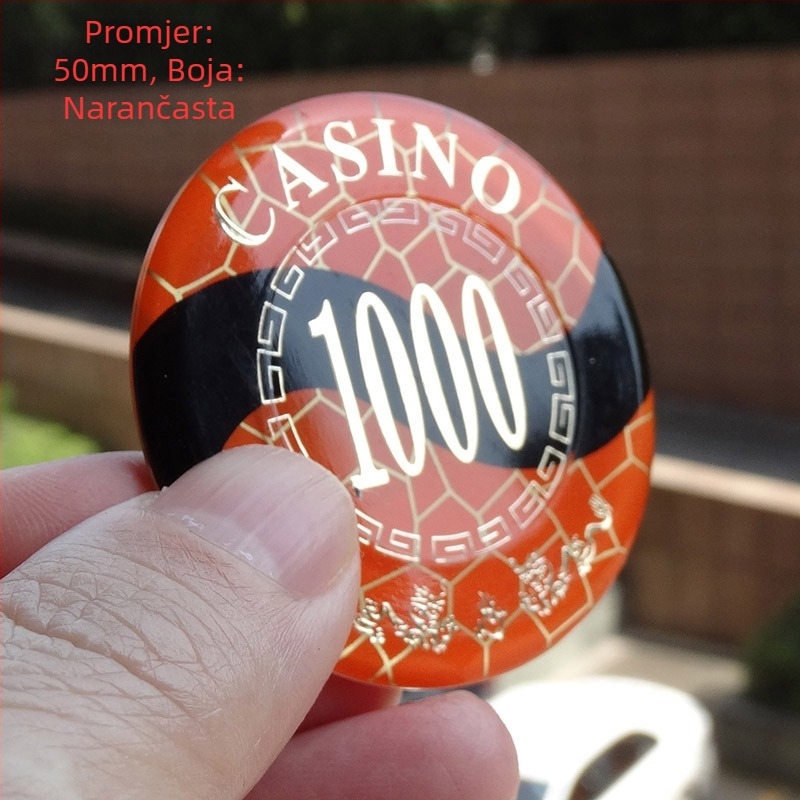 Promjer:
50mm, Boja:
Narančasta
CASINO
1000